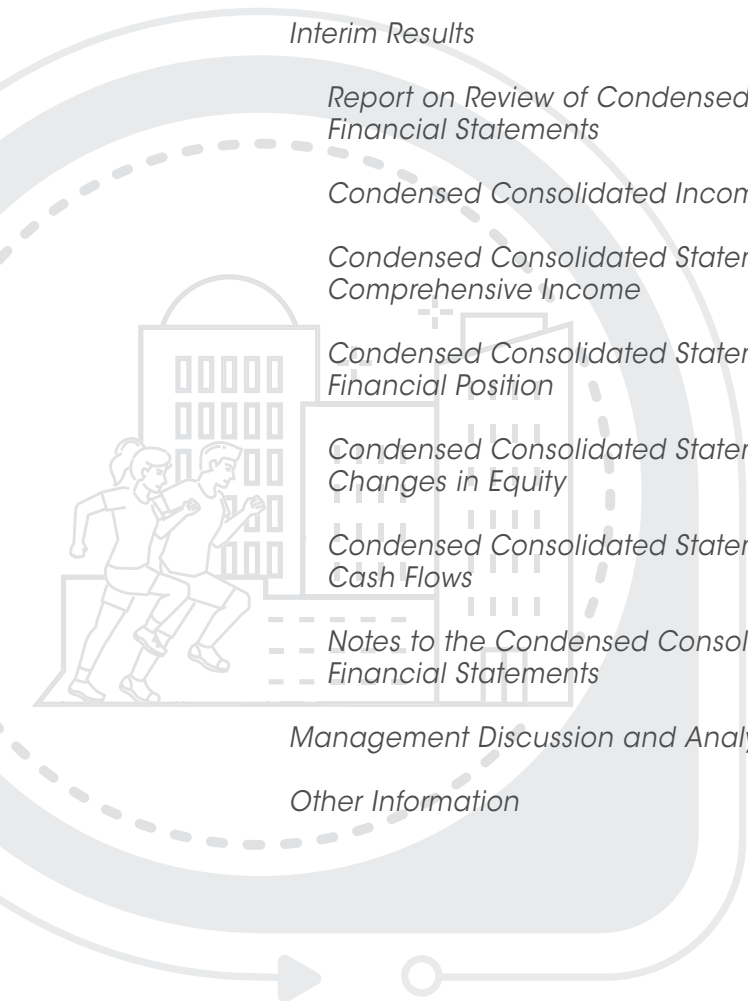 Interim Results
Report on Review of Condensed
Financial Statements
Condensed Consolidated
Condensed Consolidated
Comprehensive Income
Condensed Consolidated
Financial Position
Condensed Consolidated
Changes in Equity
Condensed Consolidated
Cash Flows
Notes to the Condensed
Financial Statements
Management Discussion and
Other Information